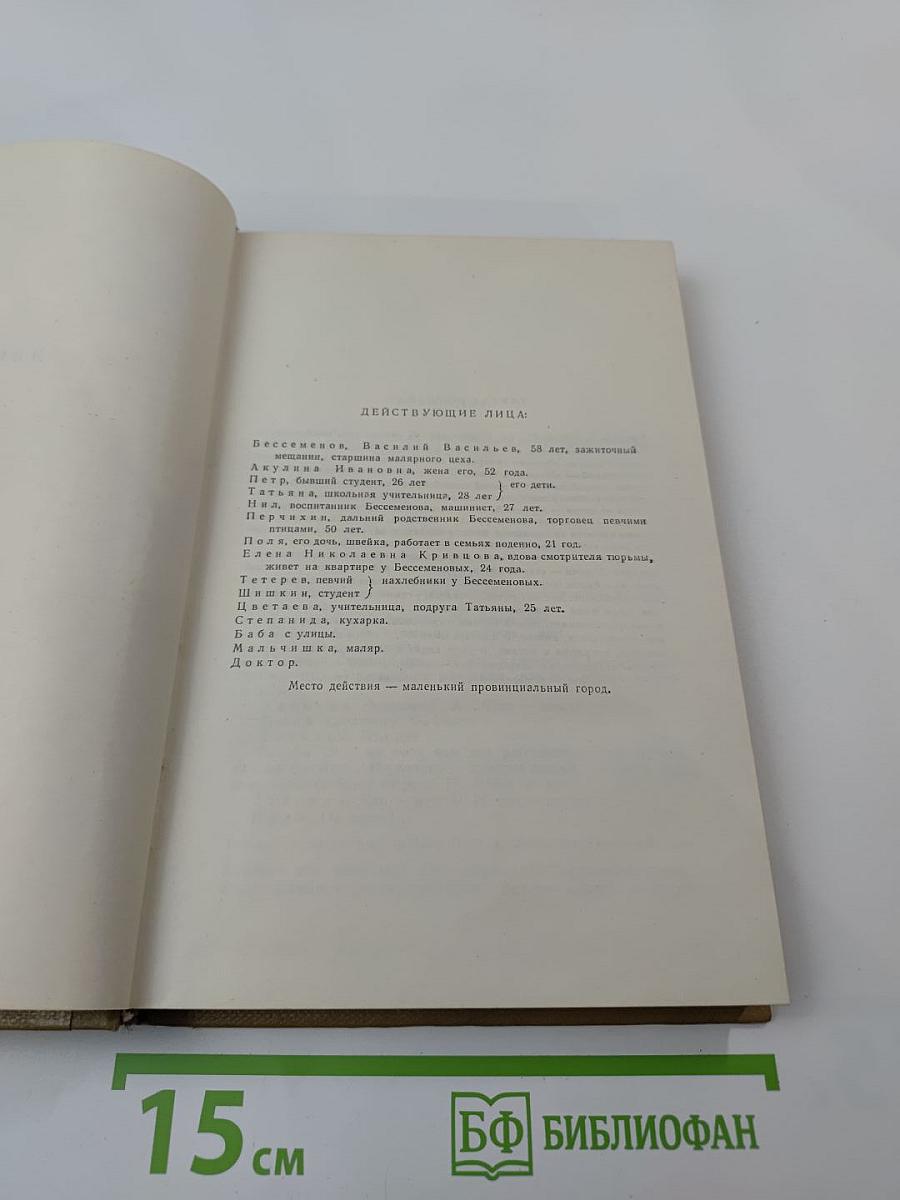 ДЕЙСТВУЮЩИЕ ЛИЦА:
Бессеменов, Василий Васильев, 58 лет, зажиточный
мещанин, старшина малярного цеха.
Акулина Ивановна, жена его, 52 года.
Петр, бывший студент, 26 лет
Татьяна, школьная учительница, 28 лет } его дети.
Нил, воспитанник Бессеменова, машинист, 27 лет.
Перчихин, дальний родственник Бессеменова, торговец певчими
птицами, 50 лет.
Поля, его дочь, швейка, работает в семьях поденно, 21 год.
Елена Николаевна Кривцова, вдова смотрителя тюрьмы,
живет на квартире у Бессеменовых, 24 года.
Тетерев, певчий } нахлебники у Бессеменовых.
Шишкин, студент
Цветаева, учительница, подруга Татьяны, 25 лет.
Степанида, кухарка.
Баба с улицы.
Мальчишка, маляр.
Доктор.
Место действия — маленький провинциальный город.
15 см
БФ БИБЛИОФАН